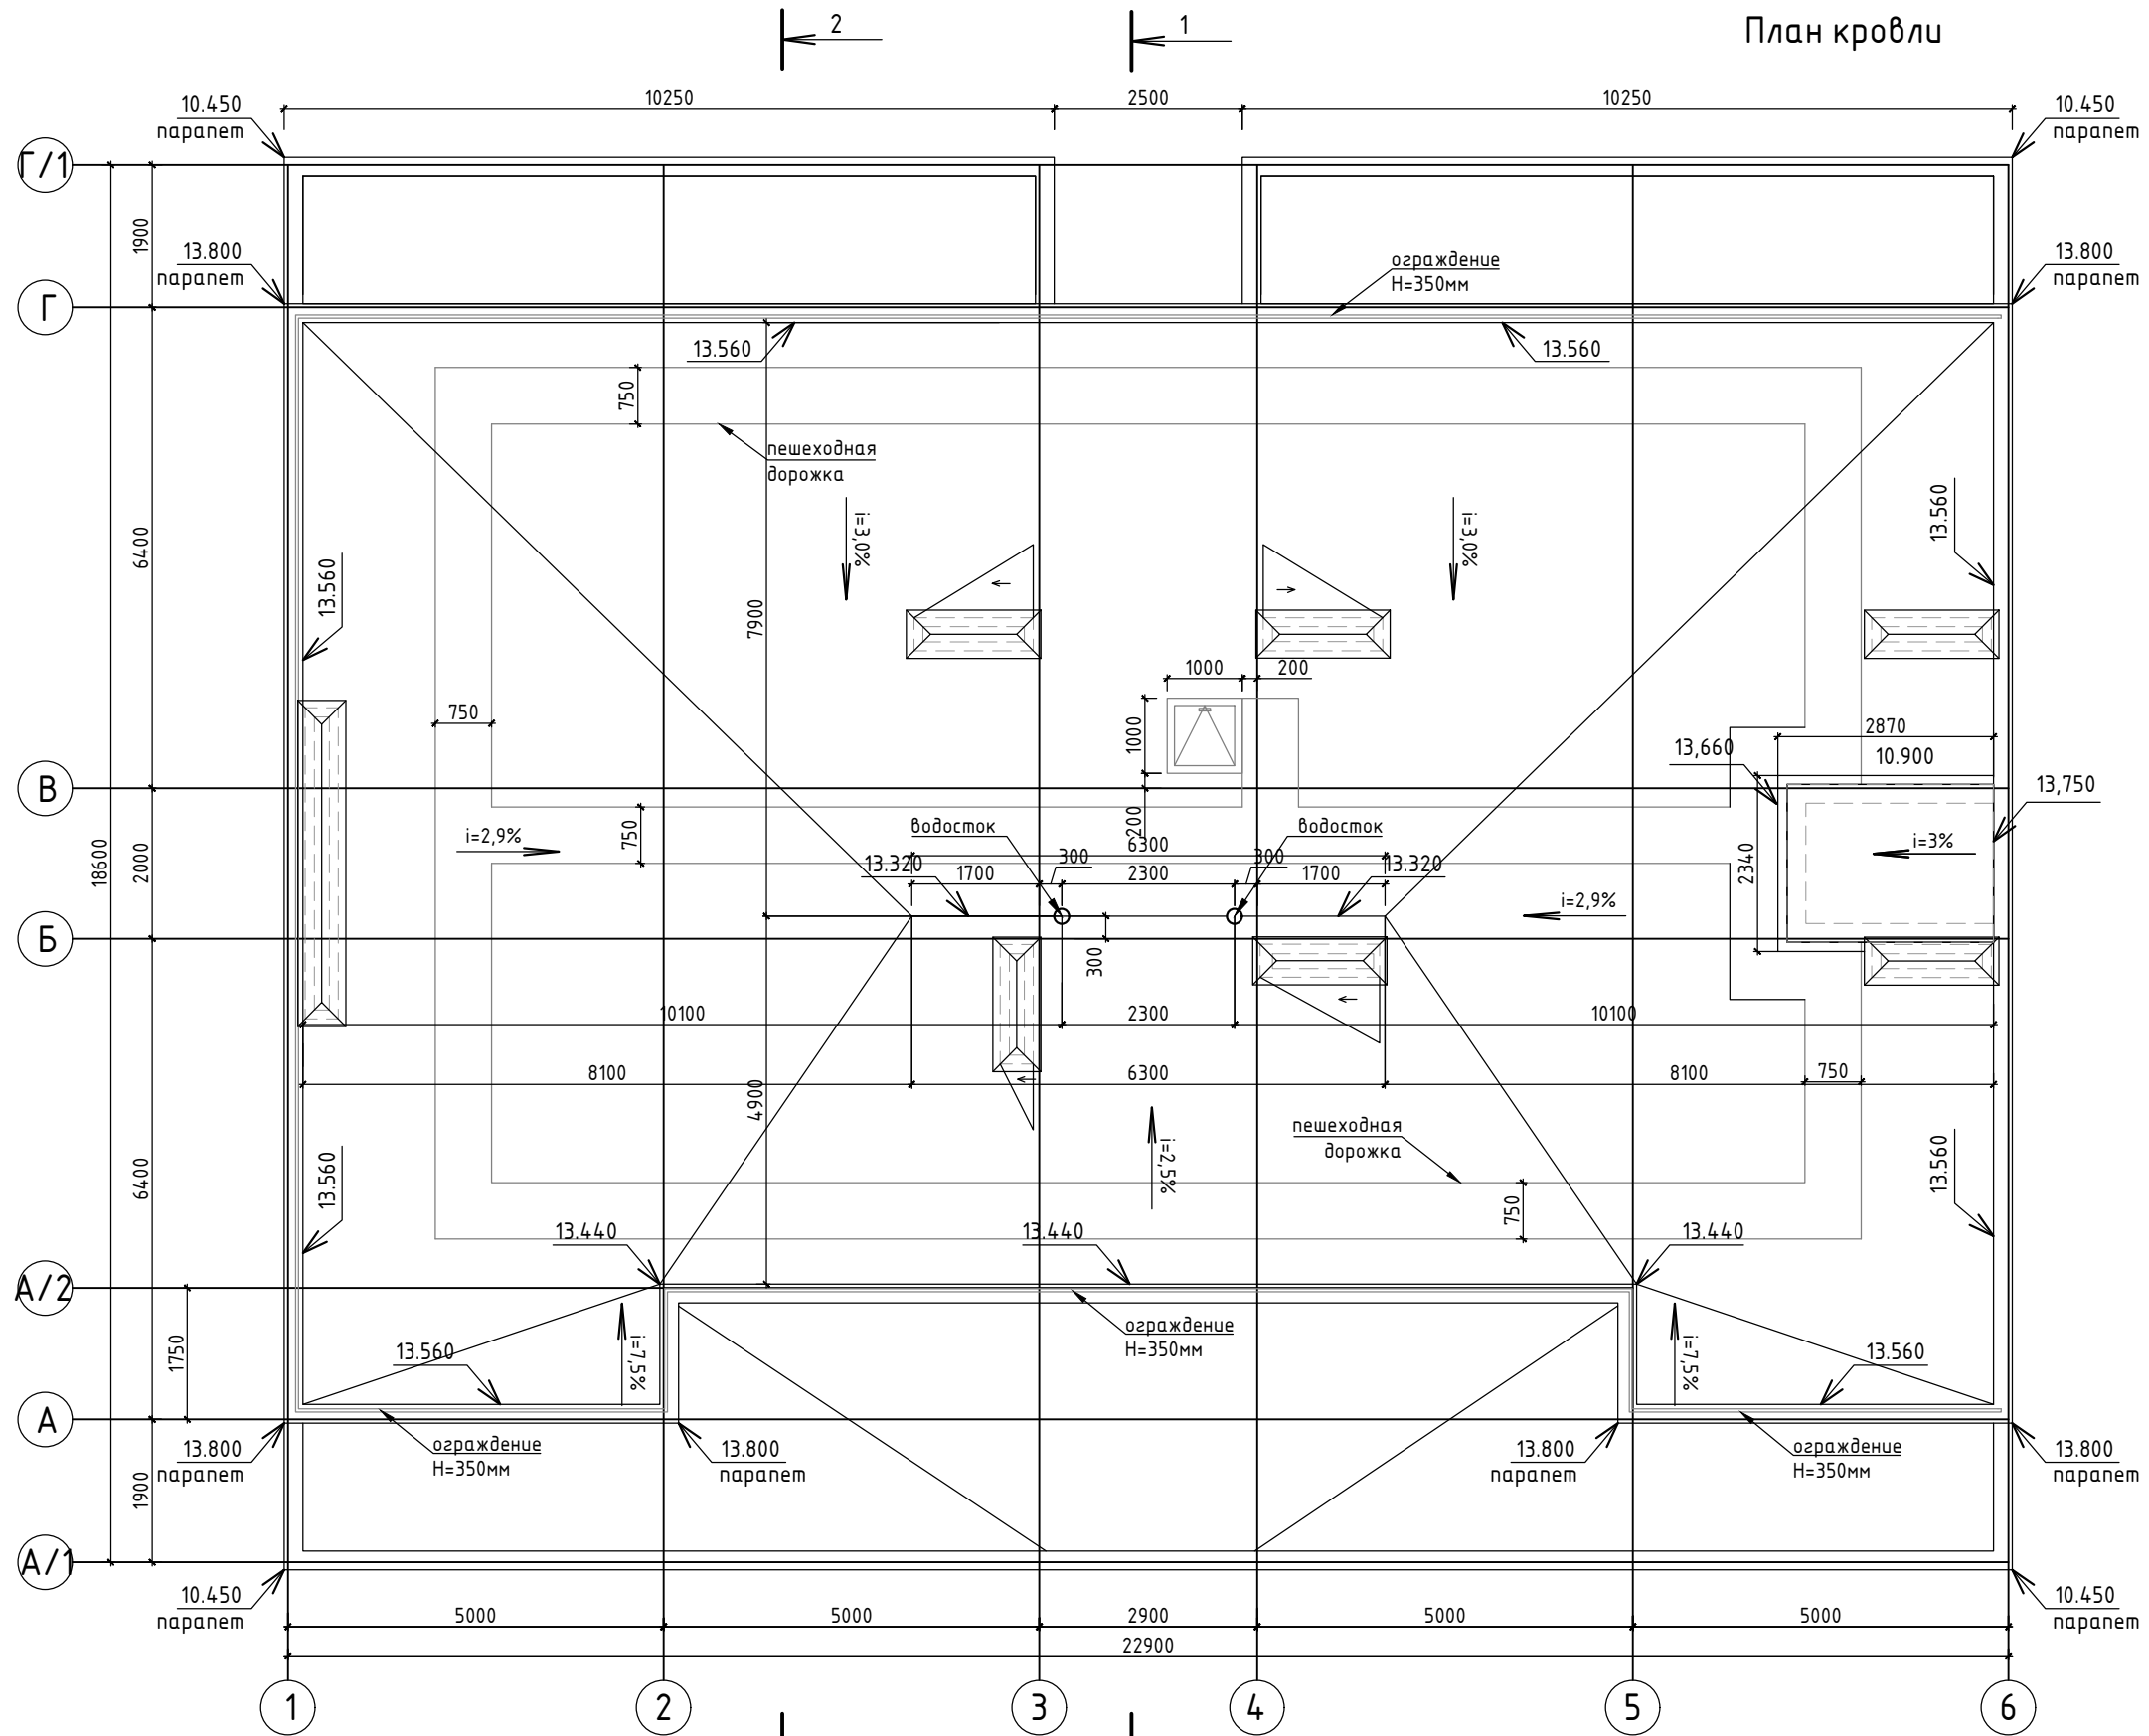 2
1
План кровли
10250
2500
10250
10.450
парапет
10.450
парапет
Г/1
1900
13.800
парапет
13.800
парапет
ограждение
H=350мм
Г
13.560
13.560
750
пешеходная
дорожка
i=3,0%
i=3,0%
13.560
6400
13.560
7900
1000
200
750
1000
2870
13,660
10.900
13,750
В
200
750
i=2,9%
водосток
водосток
6300
18600
2000
13.320
300
300
13.320
1700
2300
1700
i=3%
2340
i=2,9%
Б
300
10100
2300
10100
8100
6300
8100
750
4900
пешеходная
дорожка
i=2,5%
13.560
13.560
6400
750
13.440
13.440
13.440
А/2
ограждение
H=350мм
1750
13.560
i=7,5%
i=7,5%
13.560
А
13.800
парапет
ограждение
H=350мм
13.800
парапет
13.800
парапет
ограждение
H=350мм
13.800
парапет
1900
А/1
10.450
парапет
10.450
парапет
5000
5000
2900
5000
5000
22900
1
2
3
4
5
6